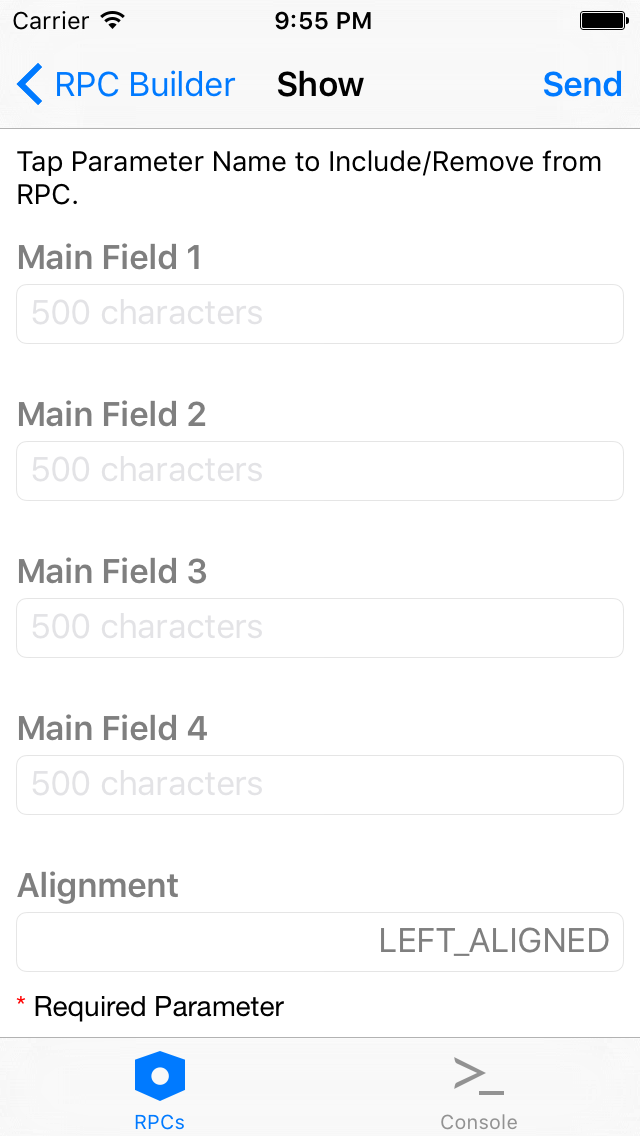 Carrier 9:55 PM
RPC Builder Show Send
Tap Parameter Name to Include/Remove from
RPC.
Main Field 1
500 characters
Main Field 2
500 characters
Main Field 3
500 characters
Main Field 4
500 characters
Alignment
LEFT_ALIGNED
* Required Parameter
RPCs Console